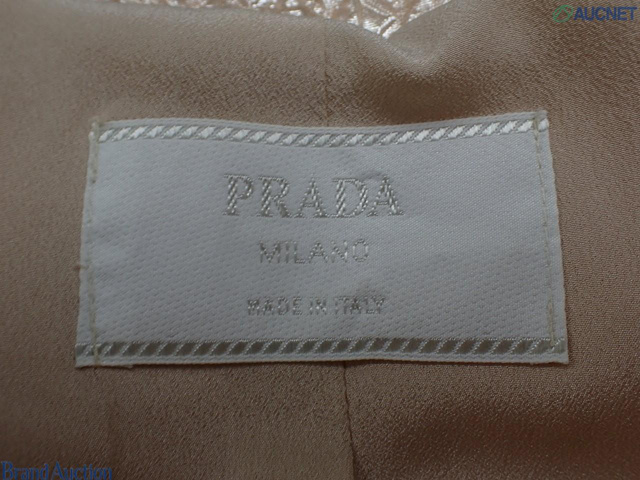 AUCNET
PRADA
MILANO
MADE IN ITALY
Brand Auction